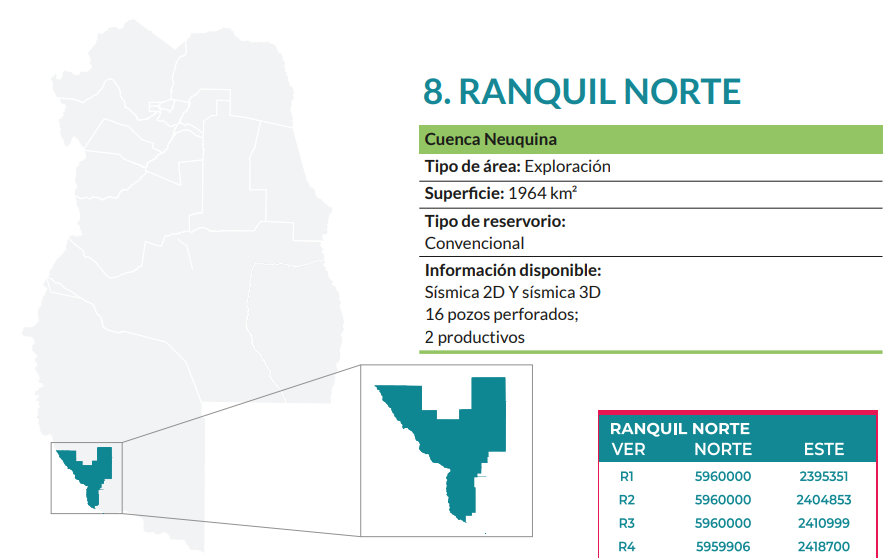 8. RANQUIL NORTE
Cuenca Neuquina
Tipo de área: Exploración
Superficie: 1964 km²
Tipo de reservorio:
Convencional
Información disponible:
Sísmica 2D Y sísmica 3D
16 pozos perforados;
2 productivos
RANQUIL NORTE
VER NORTE ESTE
R1 5960000 2395351
R2 5960000 2404853
R3 5960000 2410999
R4 5959906 2418700